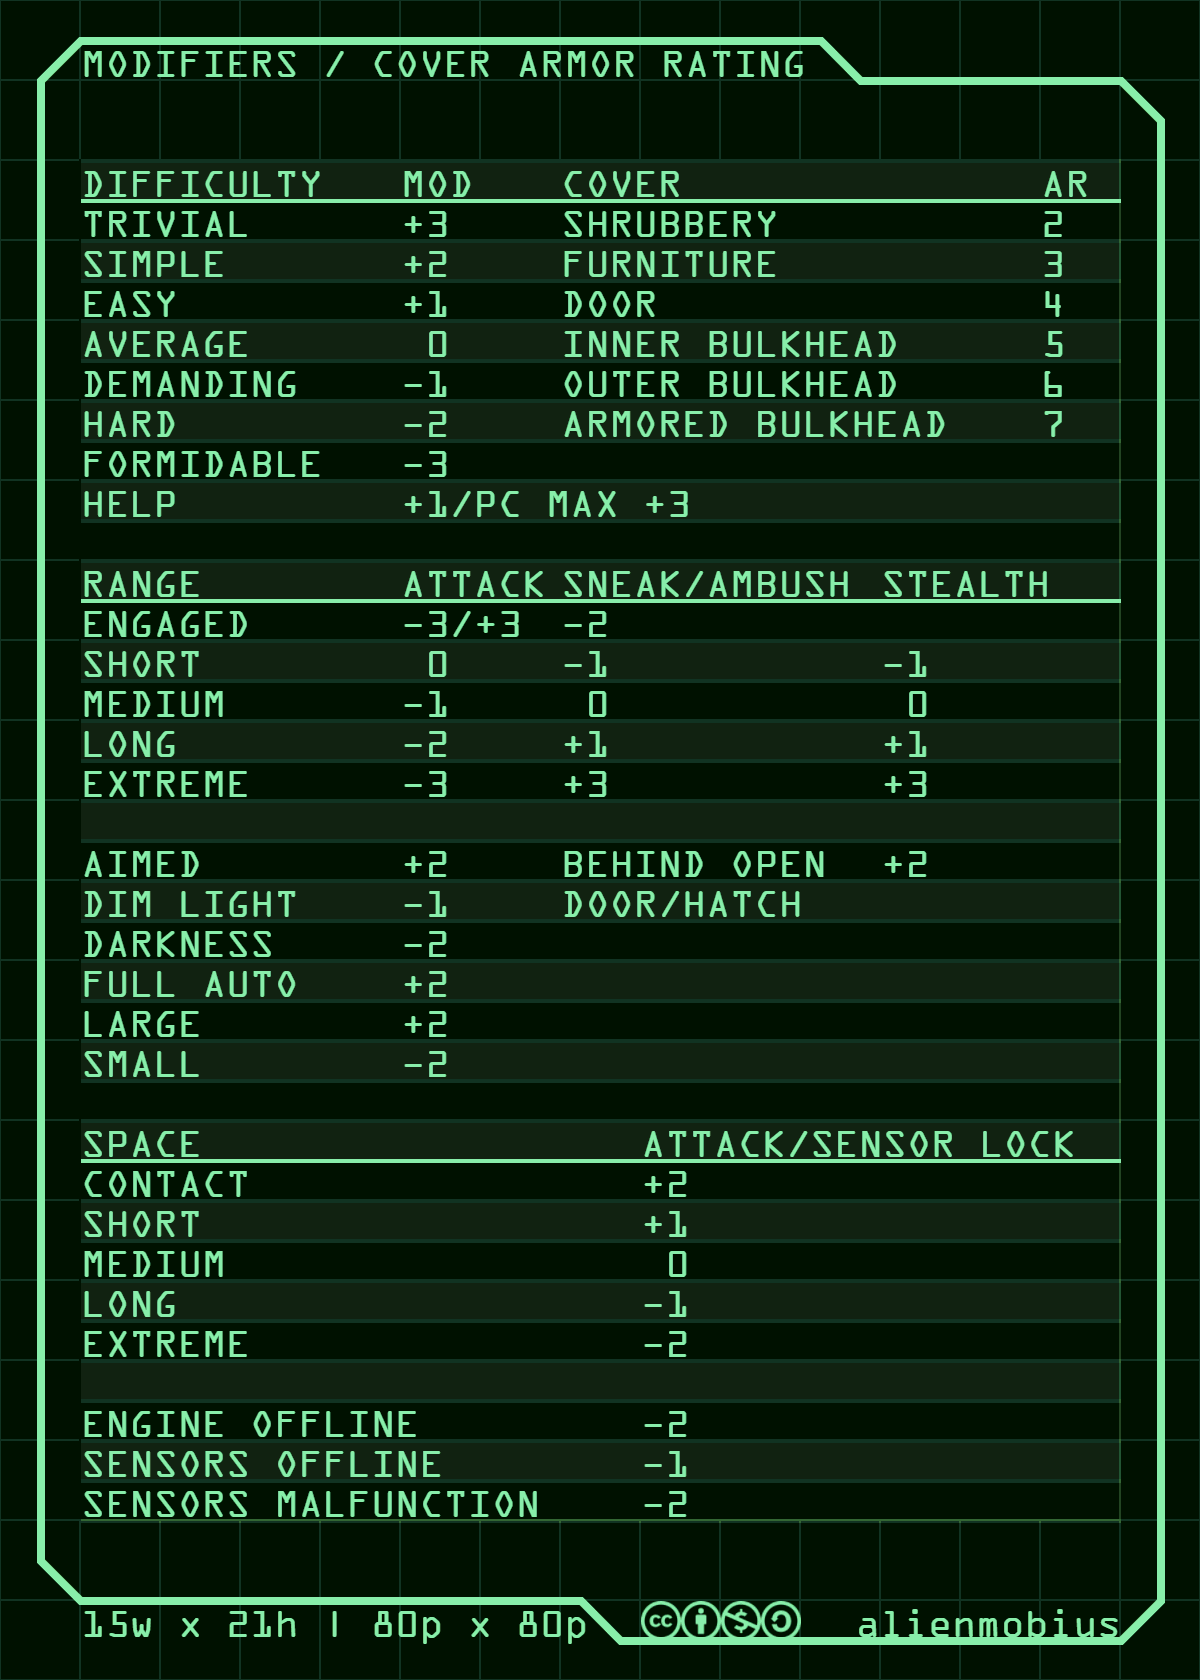 MODIFIERS / COVER ARMOR RATING
DIFFICULTY MOD COVER AR
TRIVIAL +3 SHRUBBERY 2
SIMPLE +2 FURNITURE 3
EASY +1 DOOR 4
AVERAGE 0 INNER BULKHEAD 5
DEMANDING -1 OUTER BULKHEAD 6
HARD -2 ARMORED BULKHEAD 7
FORMIDABLE -3
HELP +1/PC MAX +3
RANGE ATTACK SNEAK/AMBUSH STEALTH
ENGAGED -3/+3 -2
SHORT 0 -1 -1
MEDIUM -1 0 0
LONG -2 +1 +1
EXTREME -3 +3 +3
AIMED +2 BEHIND OPEN +2
DIM LIGHT -1 DOOR/HATCH
DARKNESS -2
FULL AUTO +2
LARGE +2
SMALL -2
SPACE ATTACK/SENSOR LOCK
CONTACT +2
SHORT +1
MEDIUM 0
LONG -1
EXTREME -2
ENGINE OFFLINE -2
SENSORS OFFLINE -1
SENSORS MALFUNCTION -2
15w x 21h | 80p x 80p cc alienmobius